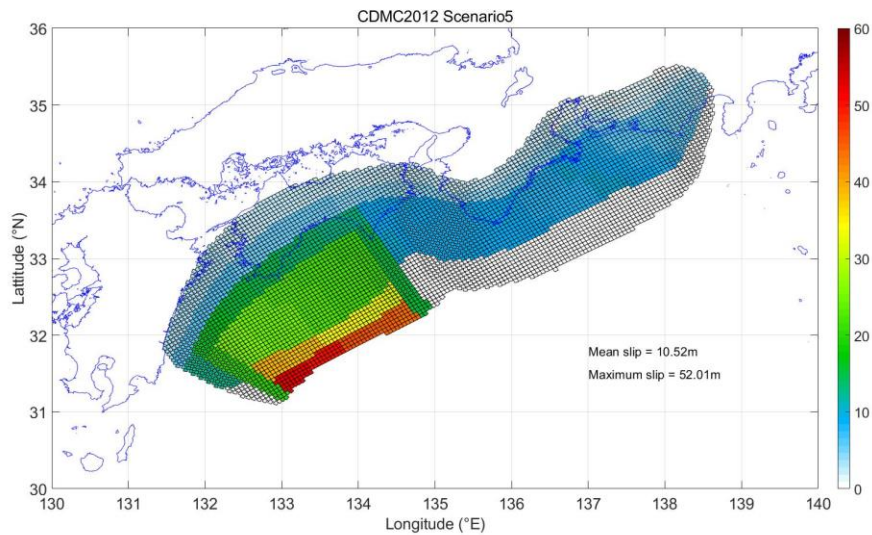 CDMC2012 Scenario5
36
35
34
33
32
31
30
Lattitude (°N)
130 131 132 133 134 135 136 137 138 139 140
Longitude (°E)
Mean slip = 10.52m
Maximum slip = 52.01m
60
50
40
30
20
10
0